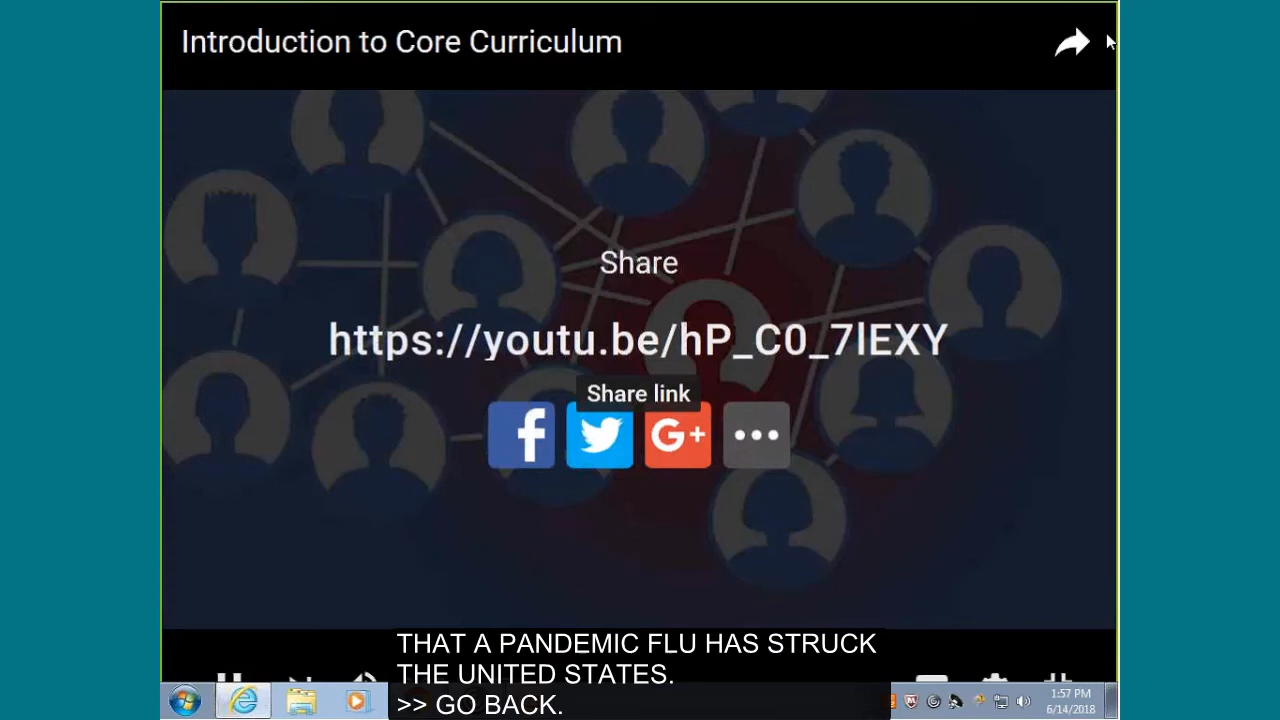 Introduction to Core Curriculum
Share
https://youtu.be/hP_C0_7lEXY
Share link
f
G+
THAT A PANDEMIC FLU HAS STRUCK
THE UNITED STATES.
>> GO BACK.
1:57 PM
6/14/2018